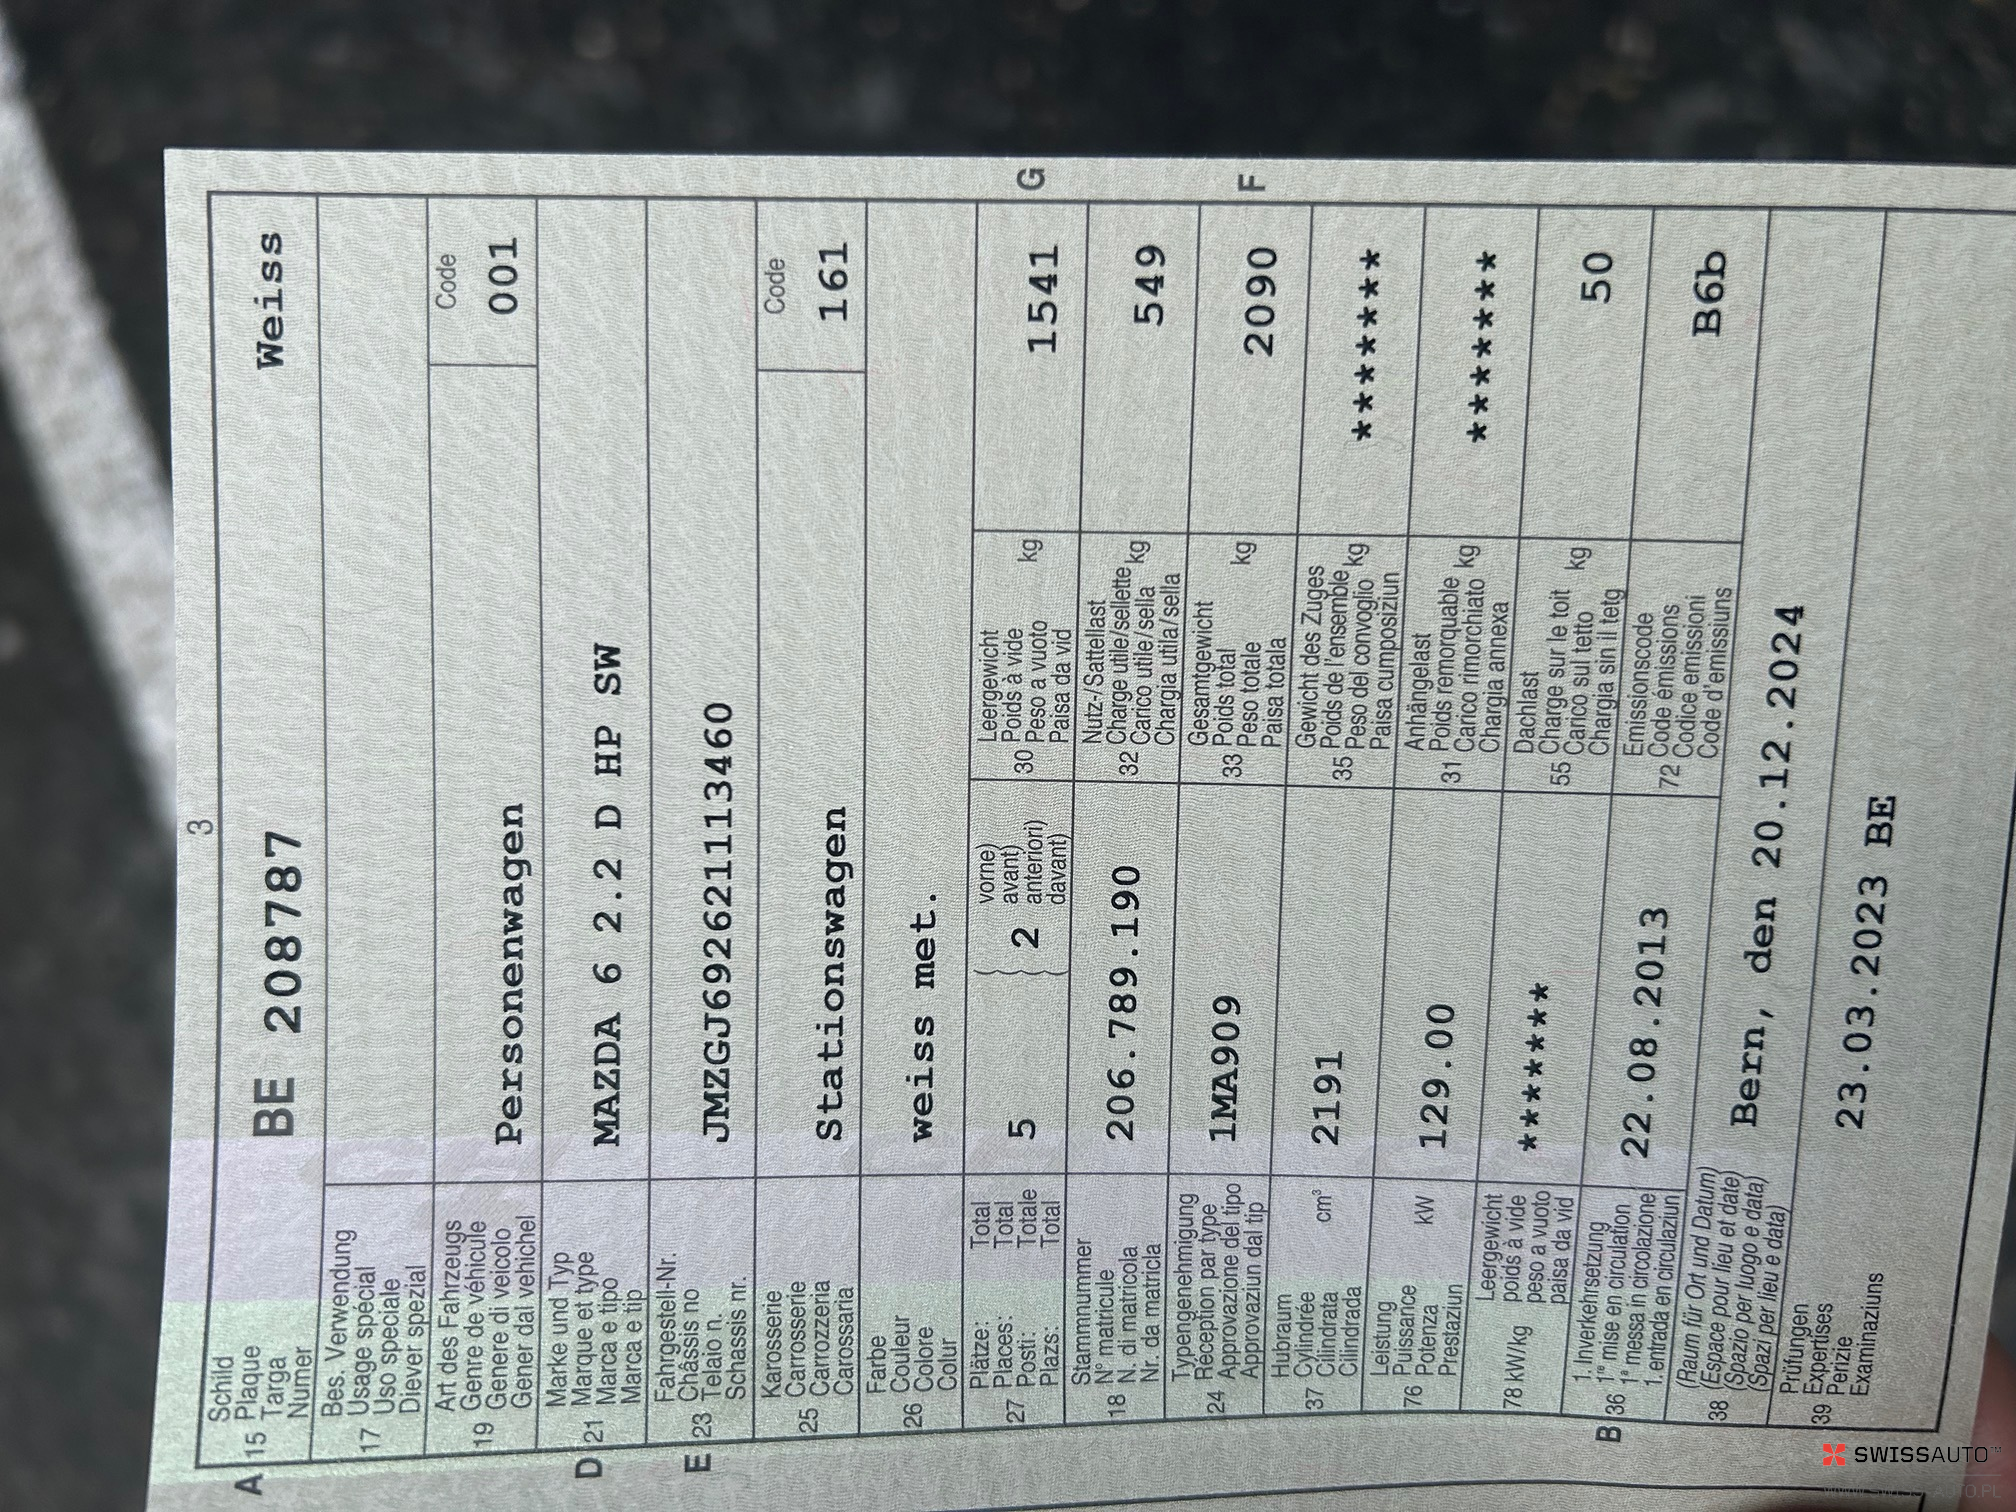 3
A 15 Schild
Plaque
Targa
Numer
BE 208787 Weiss
17 Bes. Verwendung
Usage spécial
Uso speciale
Diever spezial
19 Art des Fahrzeugs
Genre de véhicule
Genere di veicolo
Gener dal vehichel
Personenwagen
Code
001
D 21 Marke und Typ
Marque et type
Marca e tipo
Marca e tip
MAZDA 6 2.2 D HP SW
E 23 Fahrgestell-Nr.
Châssis no
Telaio n.
Schassis nr.
JMZGJ692621113460
25 Karosserie
Carrosserie
Carrozzeria
Carossaria
Stationswagen
Code
161
26 Farbe
Couleur
Colore
Colur
weiss met.
27 Plätze: Total
Places: Total
Posti: Totale
Plazs: Total
5
( 2 vorne)
avant)
anteriori)
davant)
30 Leergewicht
Poids à vide
Peso a vuoto kg
Paisa da vid
1541
G
18 Stammnummer
N° matricule
N. di matricola
Nr. da matricla
206.789.190
32 Nutz-/Sattellast
Charge utile/sellette
Carico utile/sella kg
Chargia utila/sella
549
24 Typengenehmigung
Réception par type
Approvazione del tipo
Approvaziun dal tip
1MA909
33 Gesamtgewicht
Poids total
Peso totale kg
Paisa totala
2090
F
37 Hubraum
Cylindrée
Cilindrata cm³
Cilindrada
2191
35 Gewicht des Zuges
Poids de l'ensemble
Peso del convoglio kg
Paisa cumposiziun
*******
76 Leistung
Puissance
Potenza kW
Prestaziun
129.00
31 Anhängelast
Poids remorquable
Carico rimorchiato kg
Chargia annexa
*******
78 kW/kg Leergewicht
poids à vide
peso a vuoto
paisa da vid
******
55 Dachlast
Charge sur le toit
Carico sul tetto kg
Chargia sin il tetg
50
B 36 1. Inverkehrsetzung
1re mise en circulation
1a messa in circolazione
1. entrada en circulaziun
22.08.2013
72 Emissionscode
Code émissions
Codice emissioni
Code d'emissiuns
B6b
38 (Raum für Ort und Datum)
(Espace pour lieu et date)
(Spazio per luogo e data)
(Spazi per lieu e data)
Bern, den 20.12.2024
39 Prüfungen
Expertises
Perizie
Examinaziuns
23.03.2023 BE
SWISSAUTO™
WWW.SWISSAUTO.PL